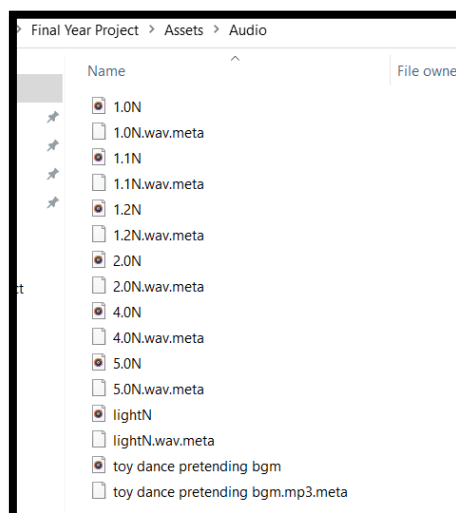 Final Year Project > Assets > Audio
Name File owne
1.0N
1.0N.wav.meta
1.1N
1.1N.wav.meta
1.2N
1.2N.wav.meta
2.0N
2.0N.wav.meta
ct
4.0N
4.0N.wav.meta
5.0N
5.0N.wav.meta
lightN
lightN.wav.meta
toy dance pretending bgm
toy dance pretending bgm.mp3.meta